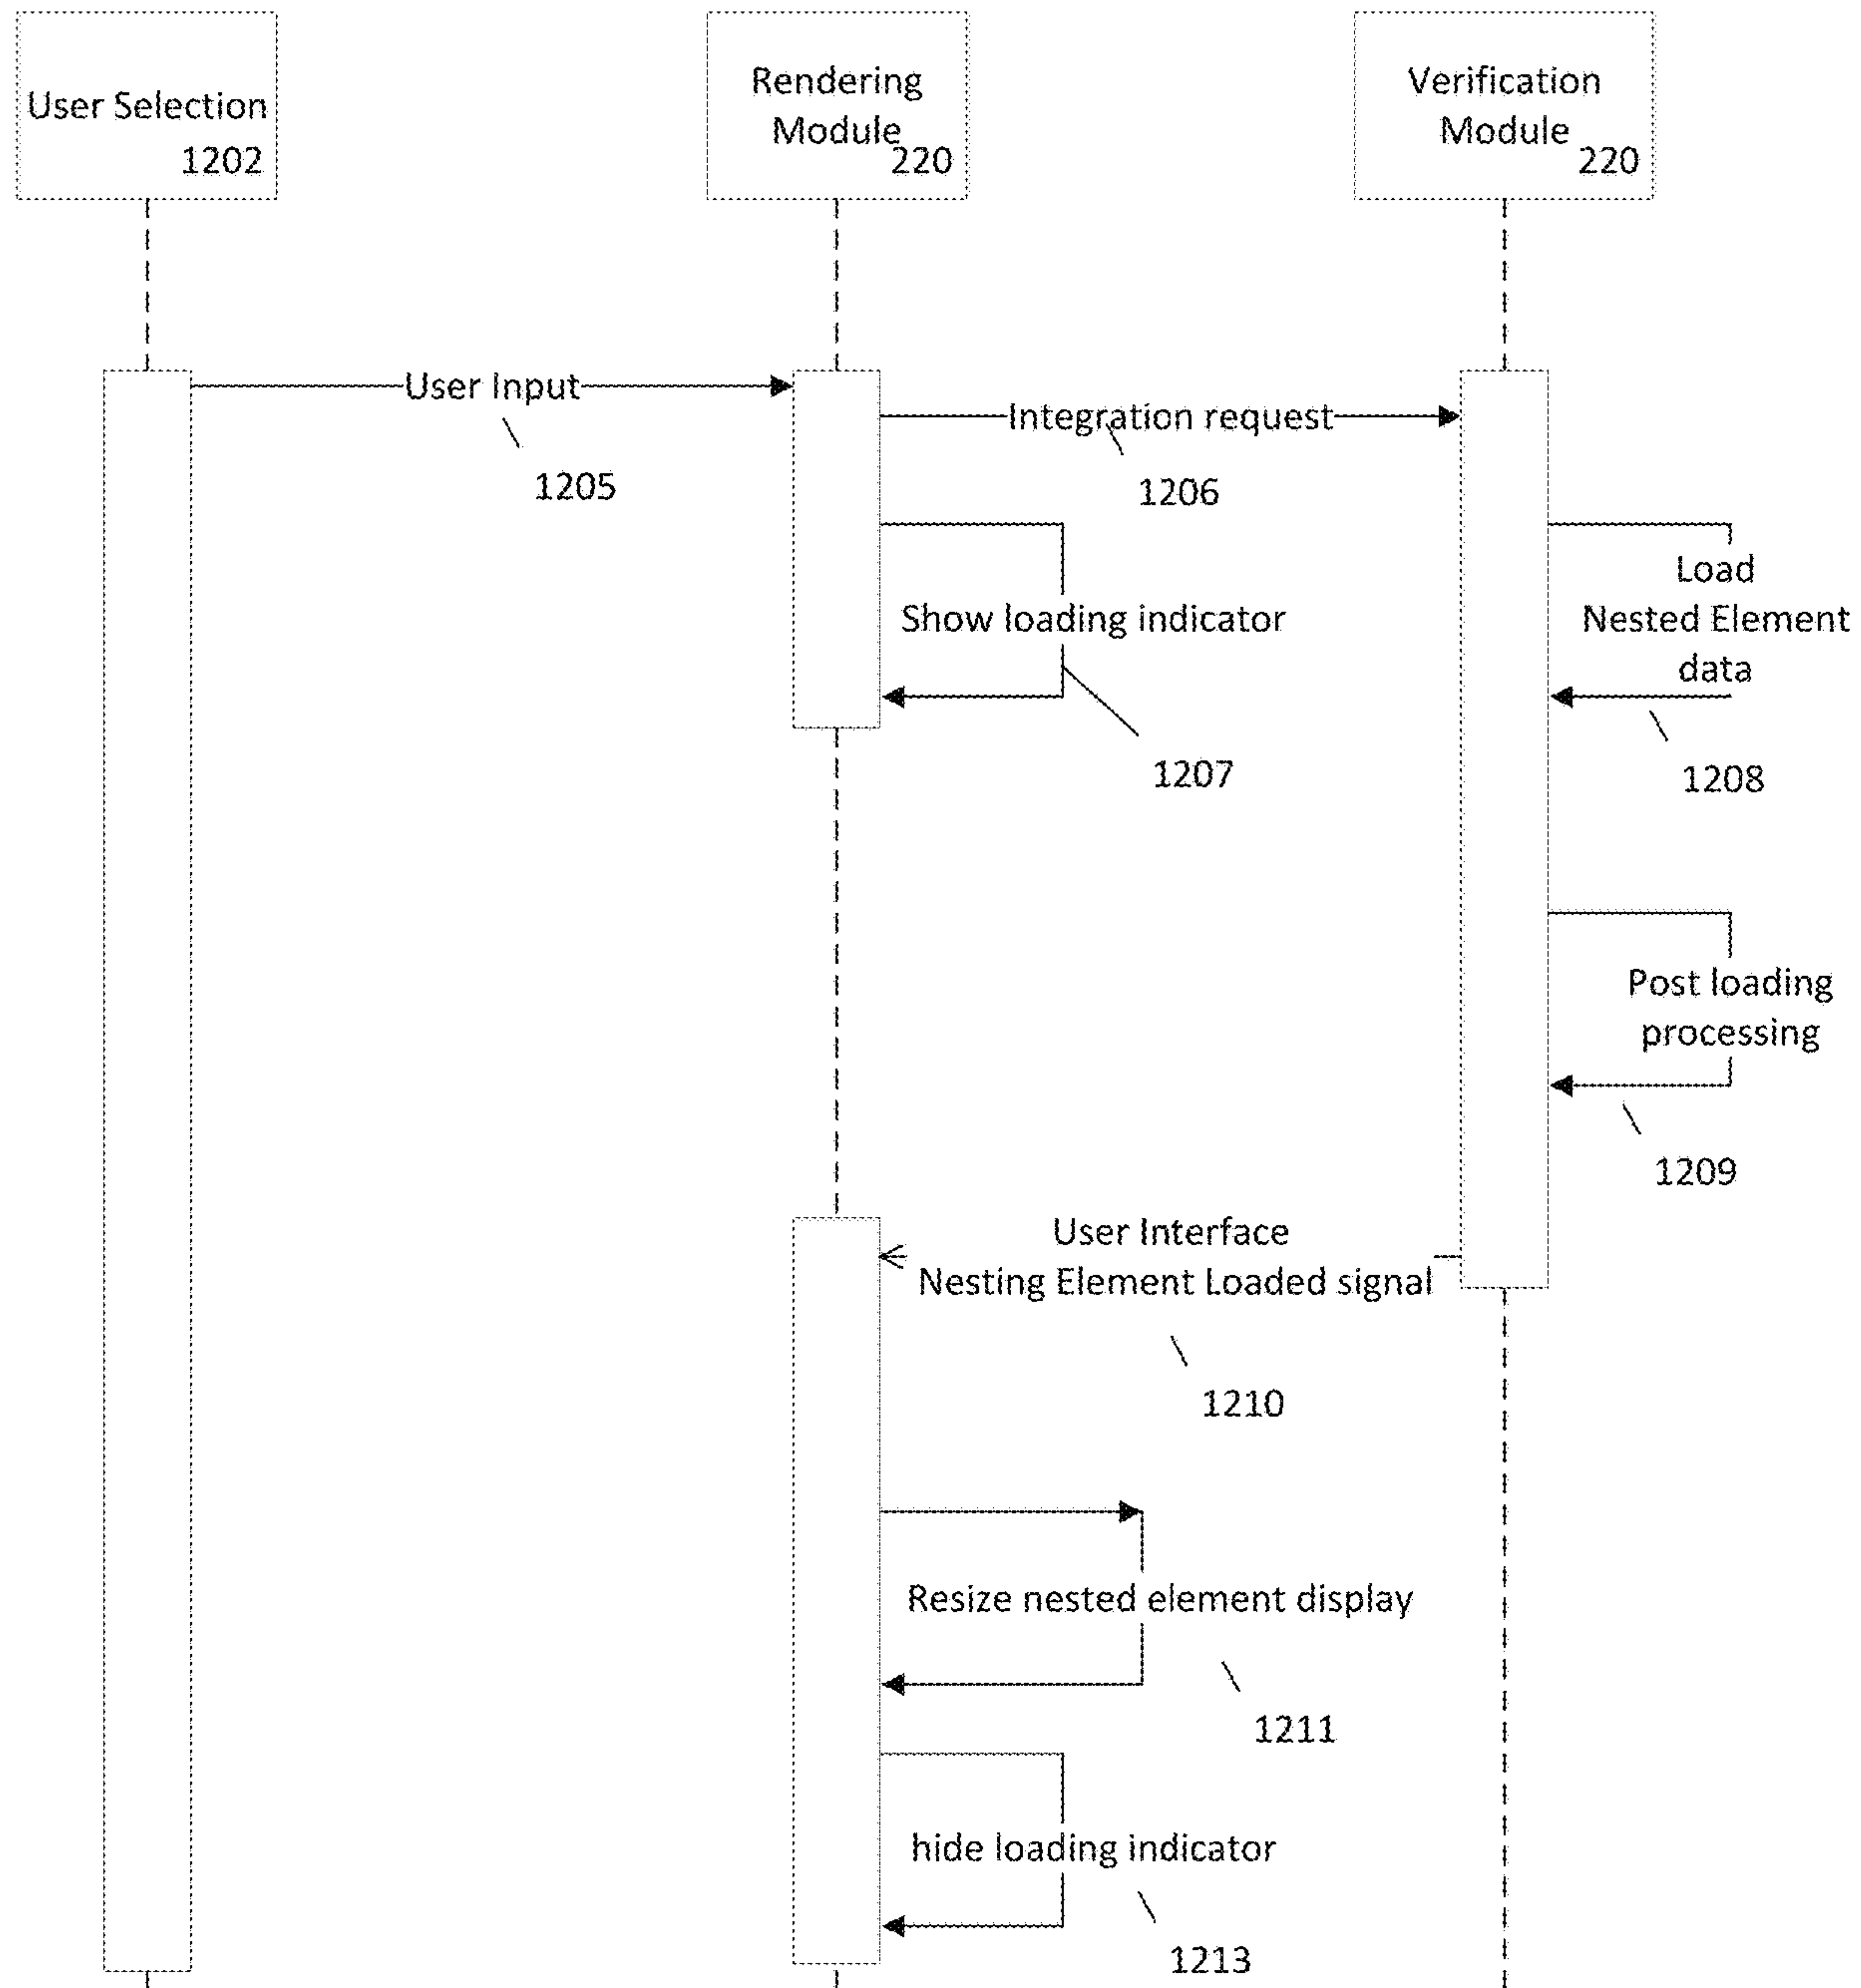 User Selection
1202
Rendering
Module
220
Verification
Module
220
User Input
1205
Integration request
1206
Show loading indicator
1207
Load
Nested Element
data
1208
Post loading
processing
1209
User Interface
Nesting Element Loaded signal
1210
Resize nested element display
1211
hide loading indicator
1213